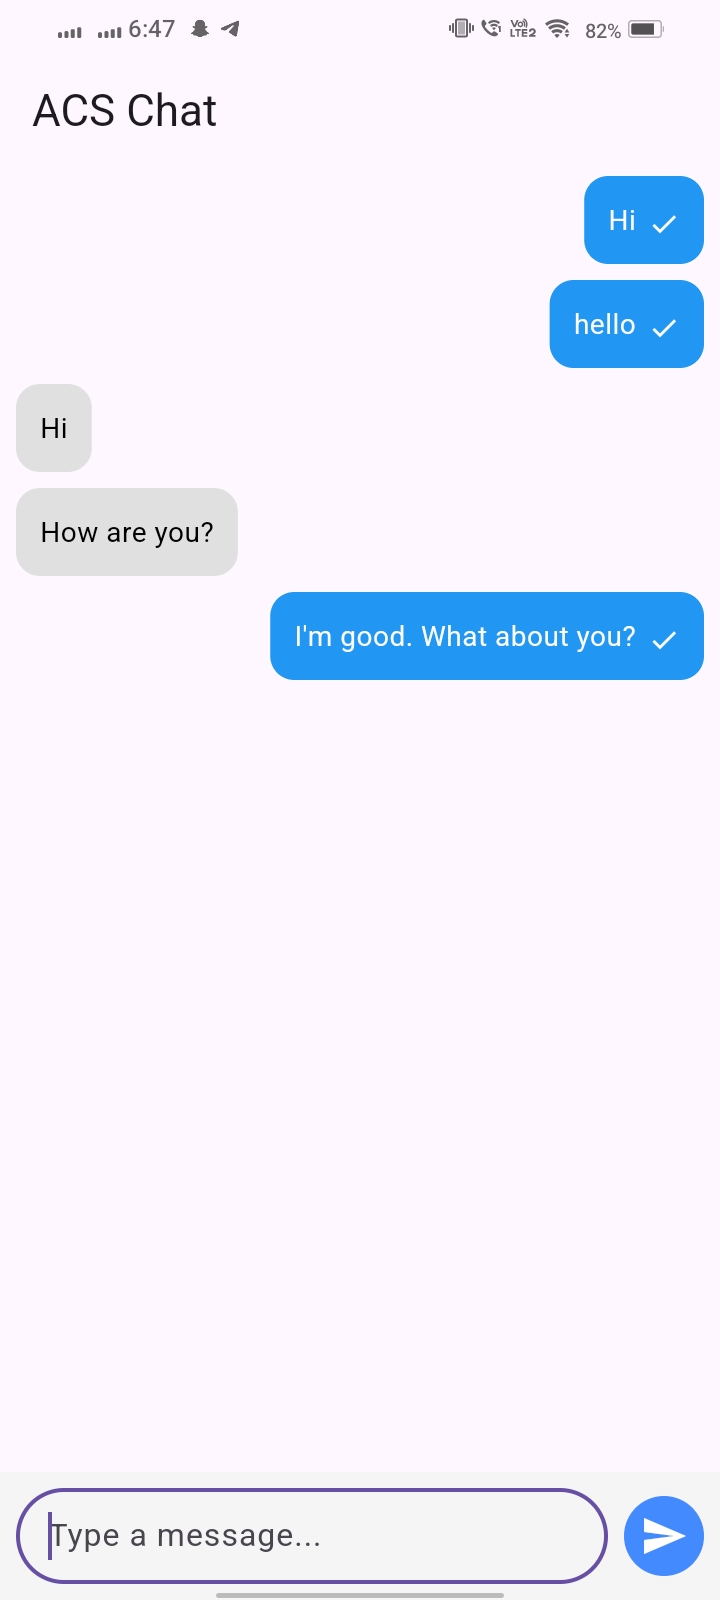 6:47
Vo)) LTE2
82%
ACS Chat
Hi
hello
Hi
How are you?
I'm good. What about you?
Type a message...